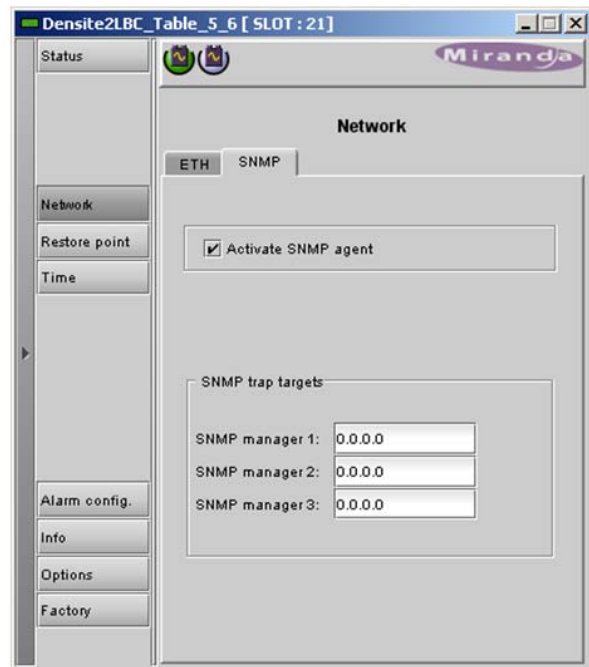 Densite2LBC_Table_5_6 [ SLOT : 21]
Status
Miranda
Network
ETH
SNMP
Network
Restore point
Time
Activate SNMP agent
SNMP trap targets
SNMP manager 1: 0.0.0.0
SNMP manager 2: 0.0.0.0
SNMP manager 3: 0.0.0.0
Alarm config.
Info
Options
Factory